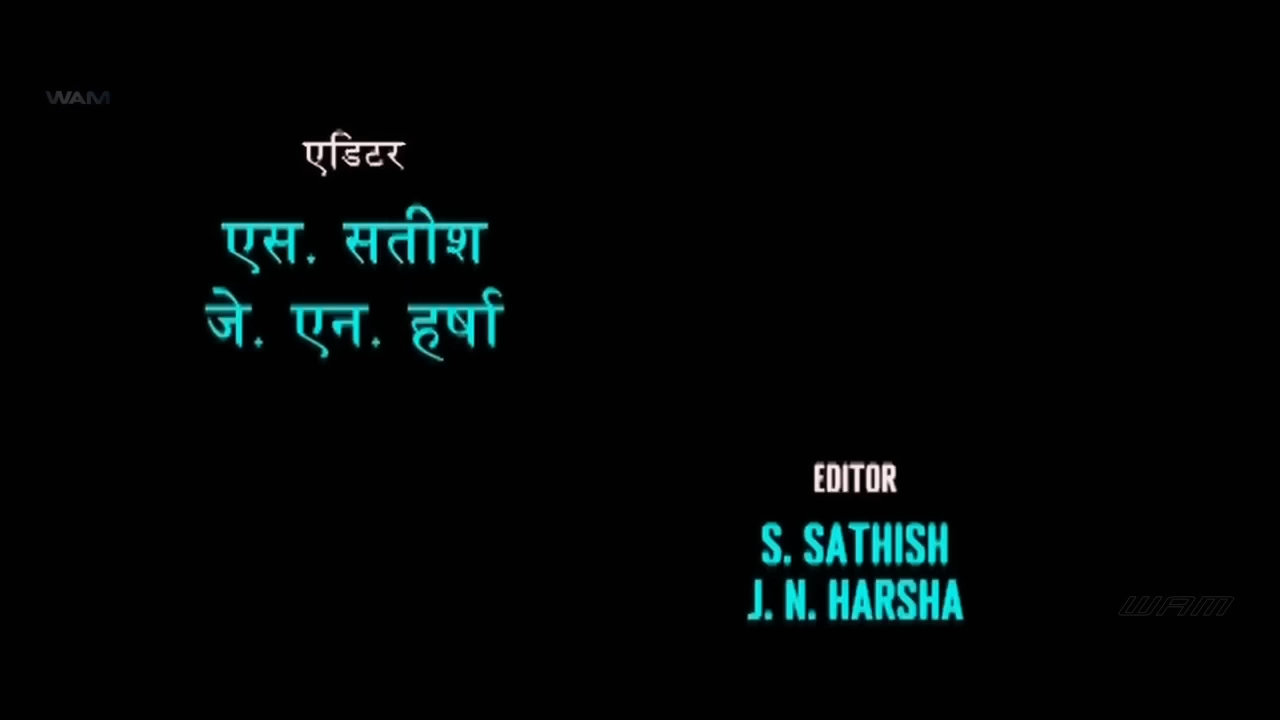 WAM
एडिटर
एस. सतीश
जे. एन. हर्षा
EDITOR
S. SATHISH
J. N. HARSHA
WAM